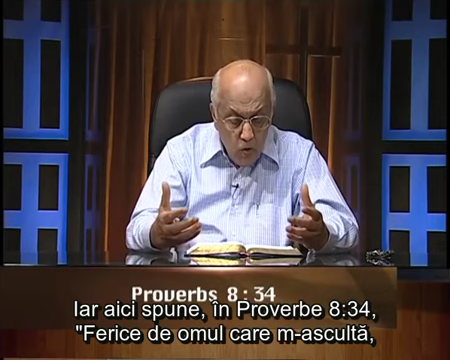 Proverbs 8:34
Iar aici spune, în Proverbe 8:34,
"Ferice de omul care m-ascultă,